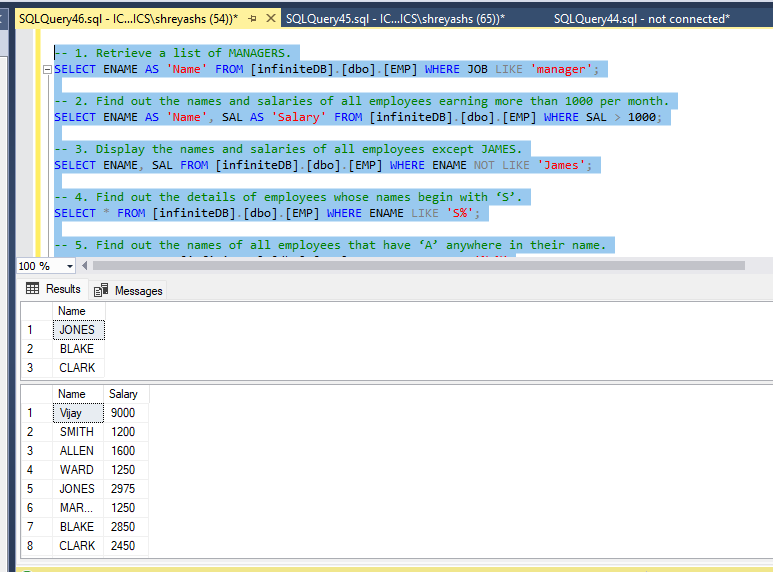 SQLQuery46.sql - IC...ICS\shreyashs (54))* SQLQuery45.sql - IC...ICS\shreyashs (65))* SQLQuery44.sql - not connected*
-- 1. Retrieve a list of MANAGERS.
SELECT ENAME AS 'Name' FROM [infiniteDB].[dbo].[EMP] WHERE JOB LIKE 'manager';
-- 2. Find out the names and salaries of all employees earning more than 1000 per month.
SELECT ENAME AS 'Name', SAL AS 'Salary' FROM [infiniteDB].[dbo].[EMP] WHERE SAL > 1000;
-- 3. Display the names and salaries of all employees except JAMES.
SELECT ENAME, SAL FROM [infiniteDB].[dbo].[EMP] WHERE ENAME NOT LIKE 'James';
-- 4. Find out the details of employees whose names begin with ‘S’.
SELECT * FROM [infiniteDB].[dbo].[EMP] WHERE ENAME LIKE 'S%';
-- 5. Find out the names of all employees that have ‘A’ anywhere in their name.
100 %
Results Messages
Name
1 JONES
2 BLAKE
3 CLARK
Name Salary
1 Vijay 9000
2 SMITH 1200
3 ALLEN 1600
4 WARD 1250
5 JONES 2975
6 MAR... 1250
7 BLAKE 2850
8 CLARK 2450